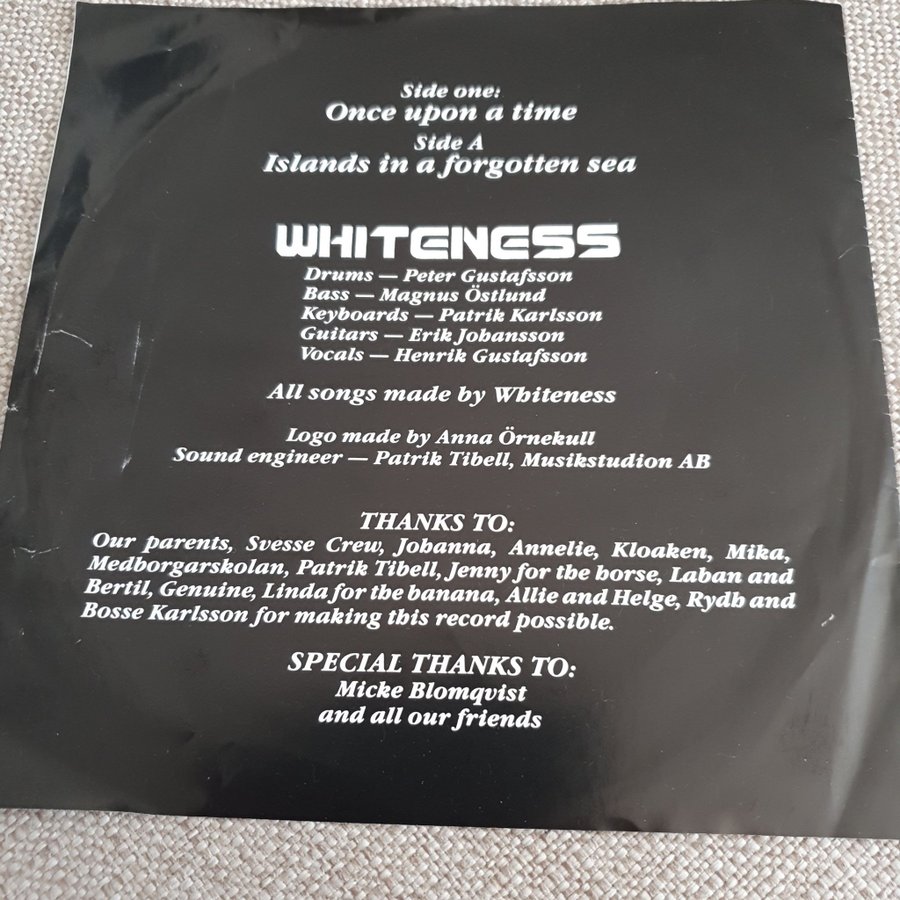 Side one:
Once upon a time
Side A
Islands in a forgotten sea
WHITENESS
Drums — Peter Gustafsson
Bass — Magnus Östlund
Keyboards — Patrik Karlsson
Guitars — Erik Johansson
Vocals — Henrik Gustafsson
All songs made by Whiteness
Logo made by Anna Örnekull
Sound engineer — Patrik Tibell, Musikstudion AB
THANKS TO:
Our parents, Svesse Crew, Johanna, Annelie, Kloaken, Mika,
Medborgarskolan, Patrik Tibell, Jenny for the horse, Laban and
Bertil, Genuine, Linda for the banana, Allie and Helge, Rydh and
Bosse Karlsson for making this record possible.
SPECIAL THANKS TO:
Micke Blomqvist
and all our friends